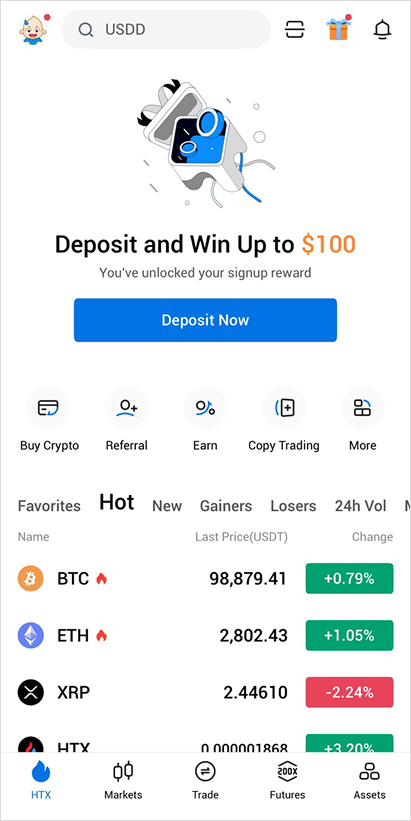 USDD
Deposit and Win Up to $100
You've unlocked your signup reward
Deposit Now
Buy Crypto
Referral
Earn
Copy Trading
More
Favorites Hot New Gainers Losers 24h Vol
Name Last Price(USDT) Change
BTC 98,879.41 +0.79%
ETH 2,802.43 +1.05%
XRP 2.44610 -2.24%
HTX 0.000001868 +3.20%
HTX
Markets
Trade
200X
Futures
Assets